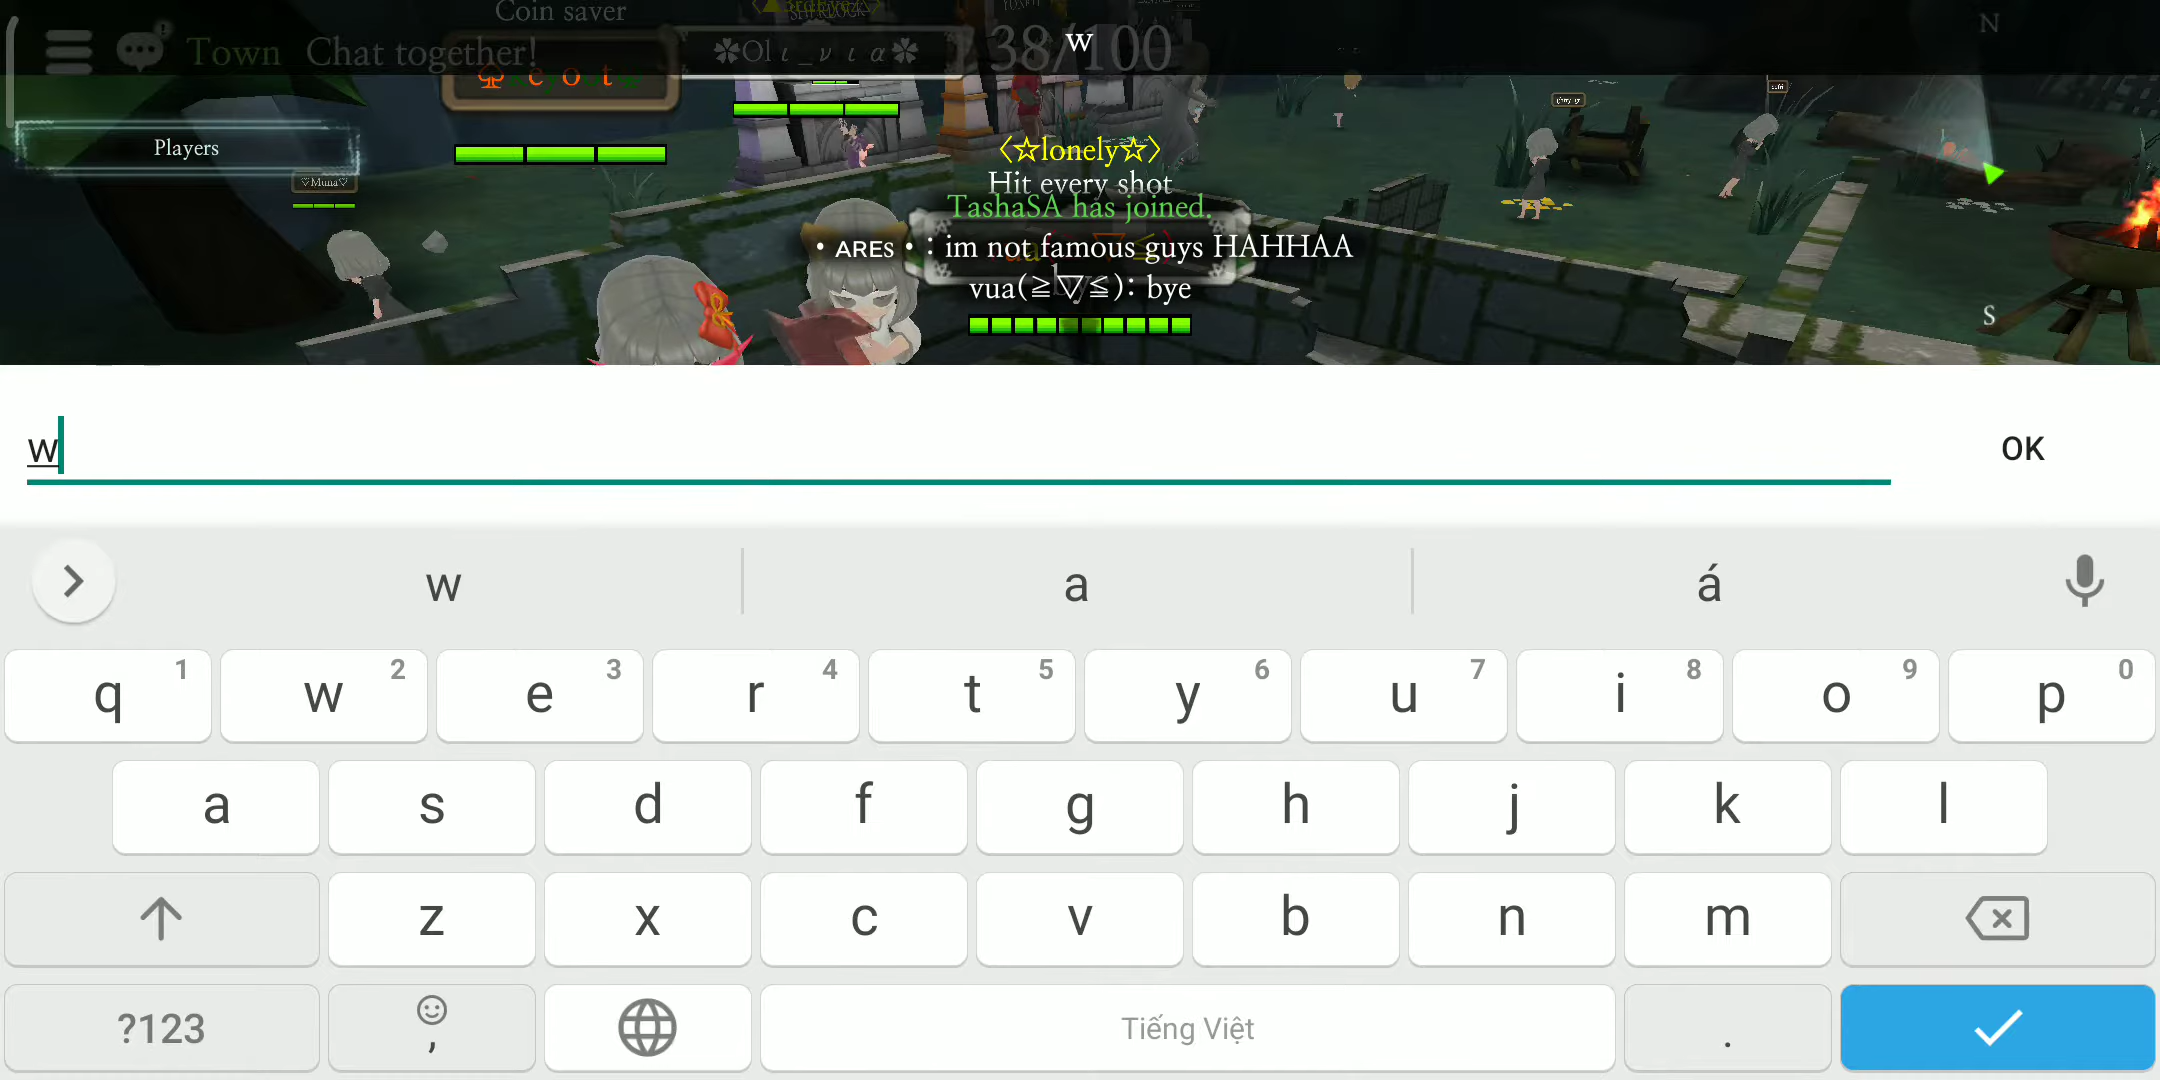 Coin saver
Town Chat together!
38/100
w
N
e o t
✽Ol ι _ ν ι α ✽
Players
♡Muna♡
〈☆lonely☆〉
Hit every shot
TashaSA has joined.
• AREs • : im not famous guys HAHHAA
vua(≧▽≦): bye
S
w
OK
w a á
q 1 w 2 e 3 r 4 t 5 y 6 u 7 i 8 o 9 p 0
a s d f g h j k l
z x c v b n m
?123 , Tiếng Việt .